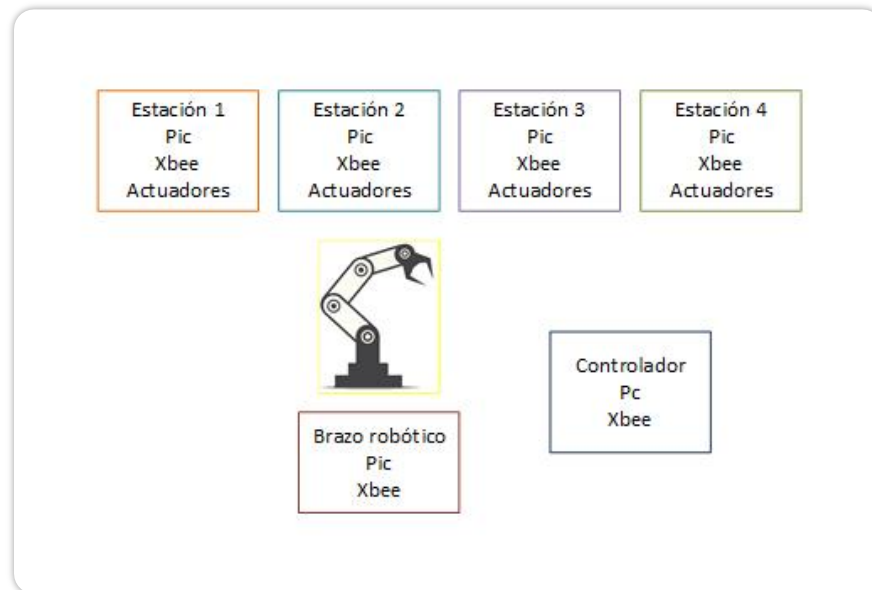 Estación 1
Pic
Xbee
Actuadores
Estación 2
Pic
Xbee
Actuadores
Estación 3
Pic
Xbee
Actuadores
Estación 4
Pic
Xbee
Actuadores
Brazo robótico
Pic
Xbee
Controlador
Pc
Xbee